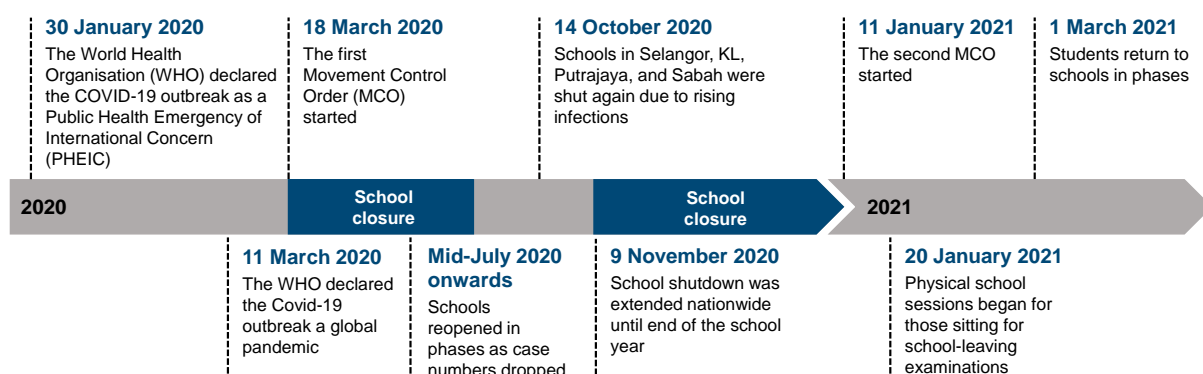 30 January 2020
The World Health
Organisation (WHO) declared
the COVID-19 outbreak as a
Public Health Emergency of
International Concern
(PHEIC)
18 March 2020
The first
Movement Control
Order (MCO)
started
14 October 2020
Schools in Selangor, KL,
Putrajaya, and Sabah were
shut again due to rising
infections
11 January 2021
The second MCO
started
1 March 2021
Students return to
schools in phases
2020
School
closure
School
closure
2021
11 March 2020
The WHO declared
the Covid-19
outbreak a global
pandemic
Mid-July 2020
onwards
Schools
reopened in
phases as case
numbers dropped
9 November 2020
School shutdown was
extended nationwide
until end of the school
year
20 January 2021
Physical school
sessions began for
those sitting for
school-leaving
examinations